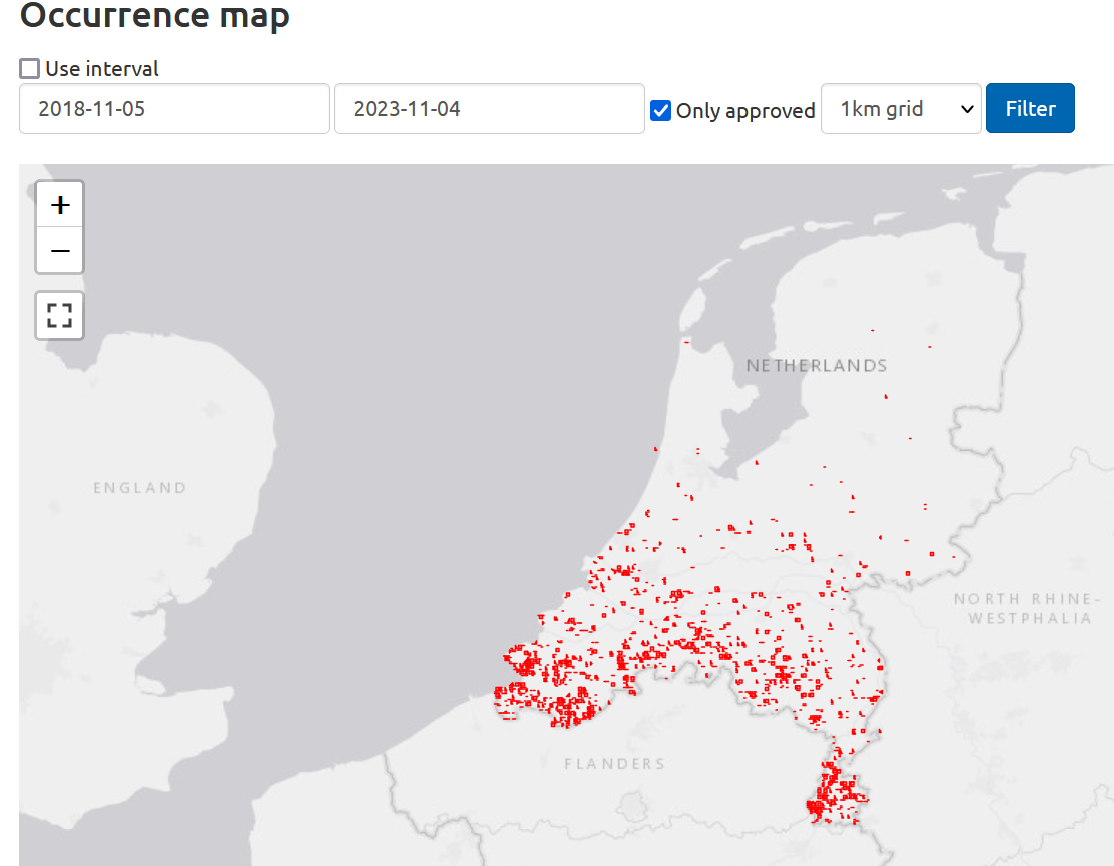 Occurrence map
Use interval
2018-11-05 2023-11-04 Only approved 1km grid Filter
+
−
NETHERLANDS
ENGLAND
NORTH RHINE-
WESTPHALIA
FLANDERS